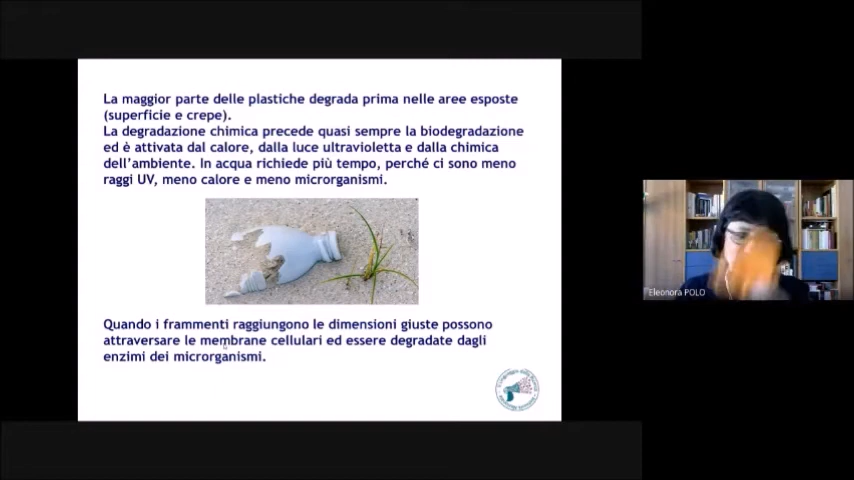 La maggior parte delle plastiche degrada prima nelle aree esposte
(superficie e crepe).
La degradazione chimica precede quasi sempre la biodegradazione
ed è attivata dal calore, dalla luce ultravioletta e dalla chimica
dell'ambiente. In acqua richiede più tempo, perché ci sono meno
raggi UV, meno calore e meno microrganismi.
Quando i frammenti raggiungono le dimensioni giuste possono
attraversare le membrane cellulari ed essere degradate dagli
enzimi dei microrganismi.
Eleonora POLO